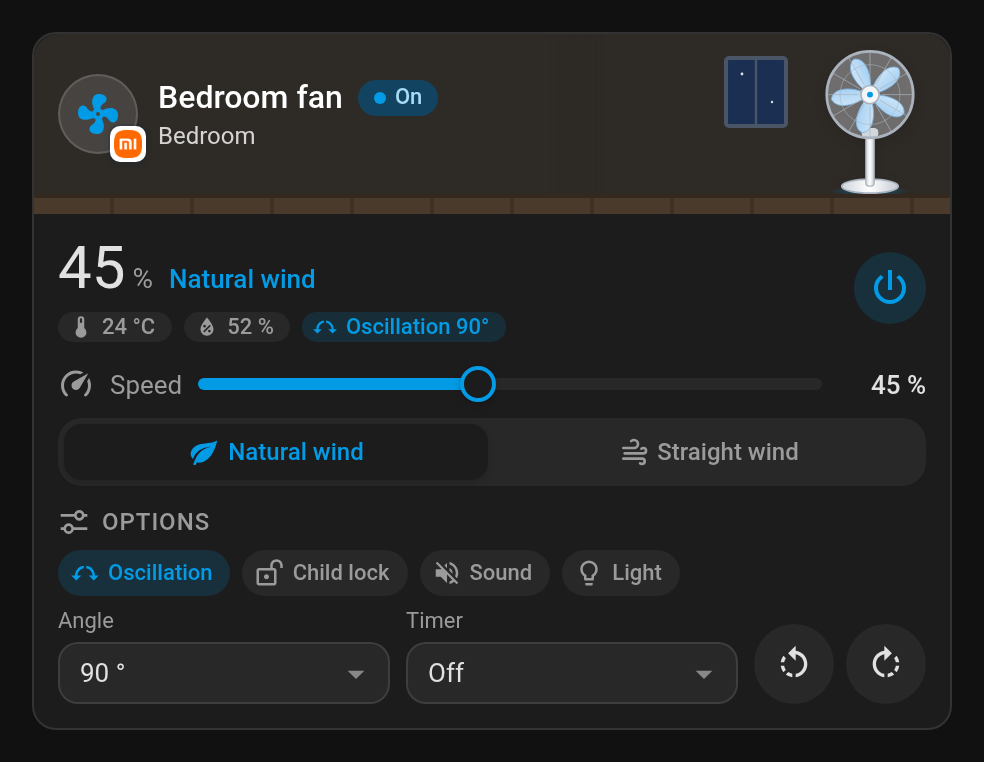 Bedroom fan
On
Bedroom
mi
45 % Natural wind
24 °C
52 %
Oscillation 90°
Speed
45 %
Natural wind
Straight wind
OPTIONS
Oscillation
Child lock
Sound
Light
Angle
Timer
90 °
Off